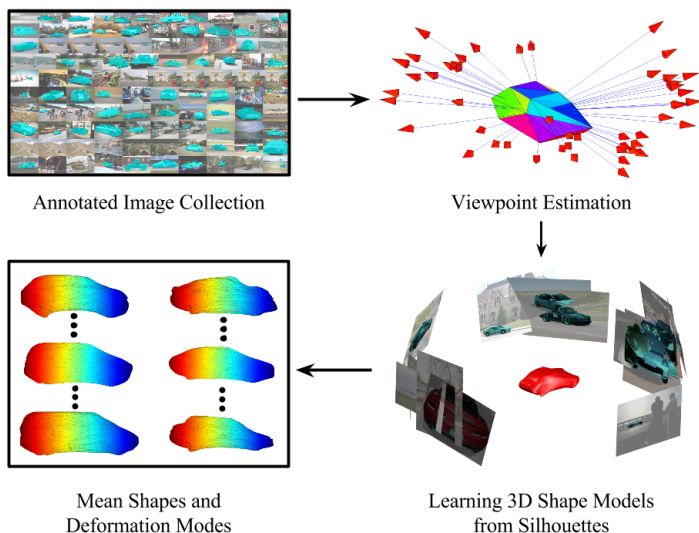 Annotated Image Collection
Viewpoint Estimation
Mean Shapes and
Deformation Modes
Learning 3D Shape Models
from Silhouettes